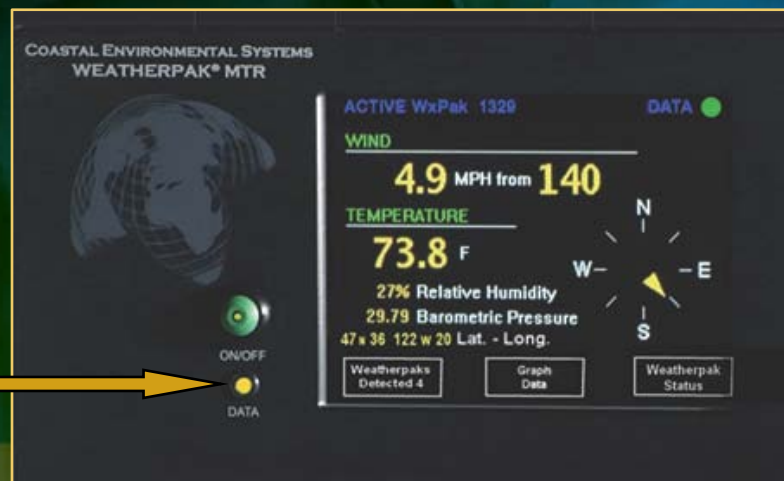 COASTAL ENVIRONMENTAL SYSTEMS
WEATHERPAK® MTR
ACTIVE WxPak 1329
DATA
WIND
4.9 MPH from 140
TEMPERATURE
73.8 F
27% Relative Humidity
29.79 Barometric Pressure
47 n 36 122 w 20 Lat. - Long.
N
W
E
S
Weatherpaks
Detected 4
Graph
Data
Weatherpak
Status
ON/OFF
DATA